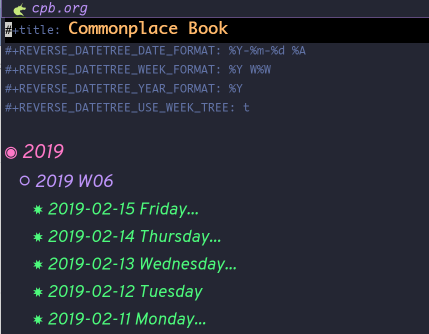 cpb.org
#+title: Commonplace Book
#+REVERSE_DATETREE_DATE_FORMAT: %Y-%m-%d %A
#+REVERSE_DATETREE_WEEK_FORMAT: %Y W%W
#+REVERSE_DATETREE_YEAR_FORMAT: %Y
#+REVERSE_DATETREE_USE_WEEK_TREE: t
2019
2019 W06
2019-02-15 Friday...
2019-02-14 Thursday...
2019-02-13 Wednesday...
2019-02-12 Tuesday
2019-02-11 Monday...